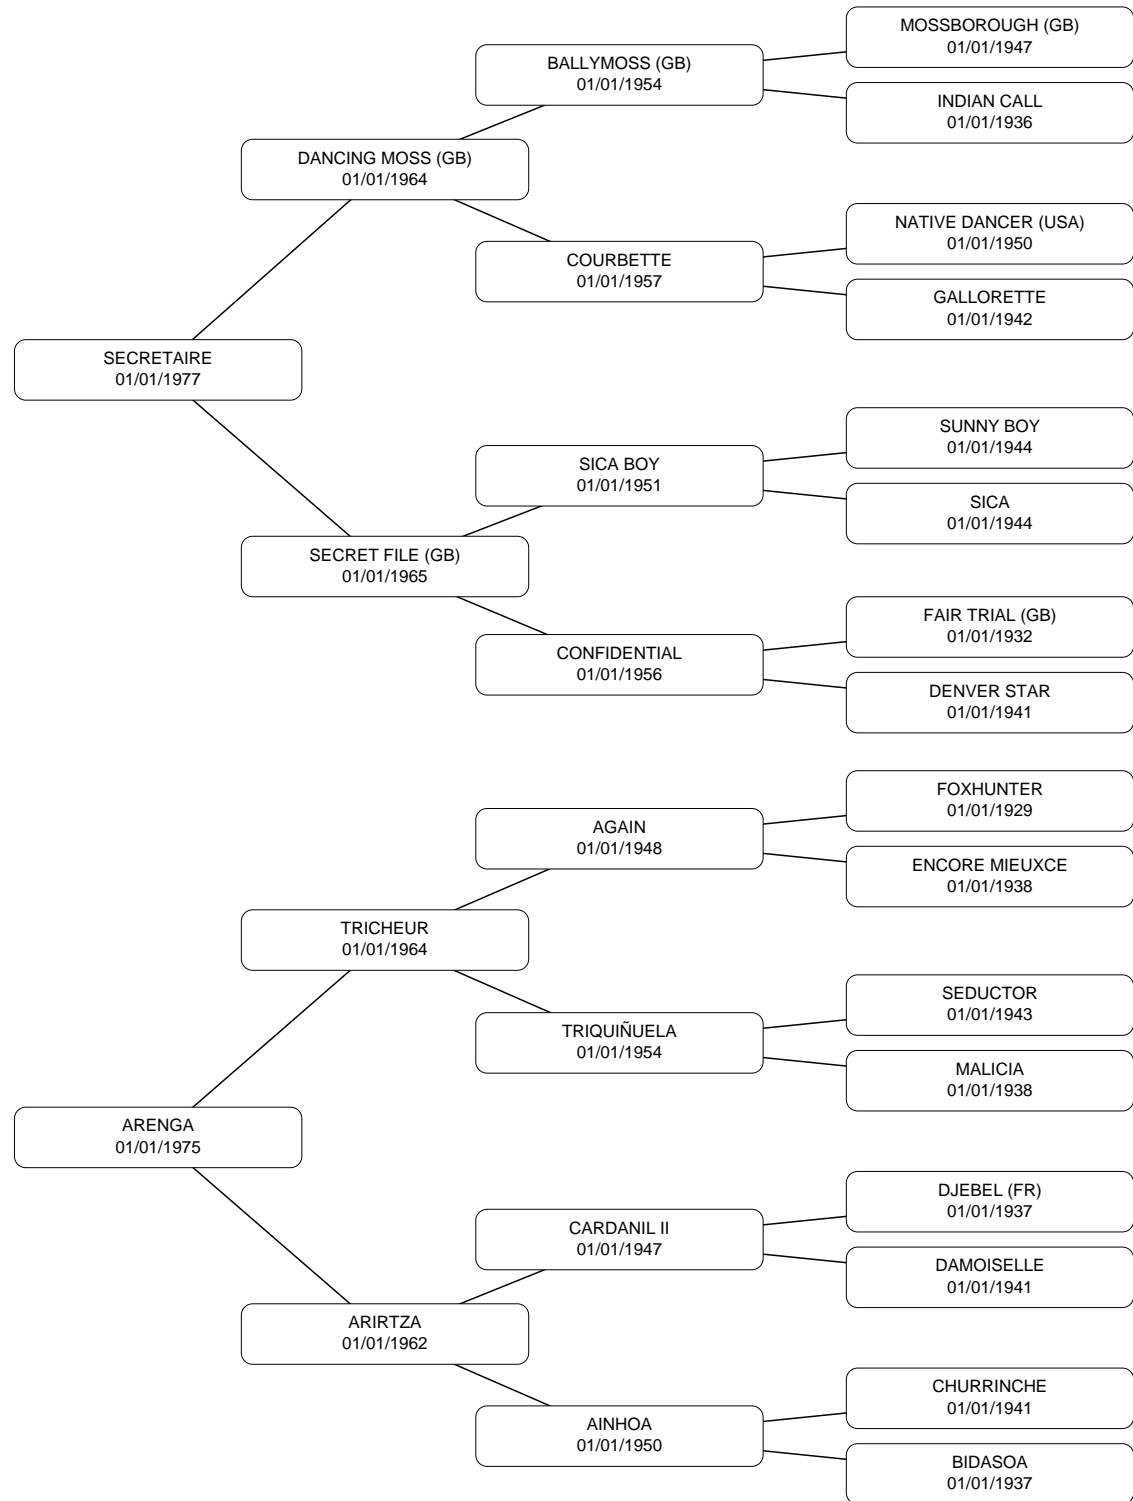 MOSSBOROUGH (GB)
01/01/1947
BALLYMOSS (GB)
01/01/1954
INDIAN CALL
01/01/1936
DANCING MOSS (GB)
01/01/1964
NATIVE DANCER (USA)
01/01/1950
COURBETTE
01/01/1957
GALLORETTE
01/01/1942
SECRETAIRE
01/01/1977
SUNNY BOY
01/01/1944
SICA BOY
01/01/1951
SICA
01/01/1944
SECRET FILE (GB)
01/01/1965
FAIR TRIAL (GB)
01/01/1932
CONFIDENTIAL
01/01/1956
DENVER STAR
01/01/1941
FOXHUNTER
01/01/1929
AGAIN
01/01/1948
ENCORE MIEUXCE
01/01/1938
TRICHEUR
01/01/1964
SEDUCTOR
01/01/1943
TRIQUIÑUELA
01/01/1954
MALICIA
01/01/1938
ARENGA
01/01/1975
DJEBEL (FR)
01/01/1937
CARDANIL II
01/01/1947
DAMOISELLE
01/01/1941
ARIRTZA
01/01/1962
CHURRINCHE
01/01/1941
AINHOA
01/01/1950
BIDASOA
01/01/1937